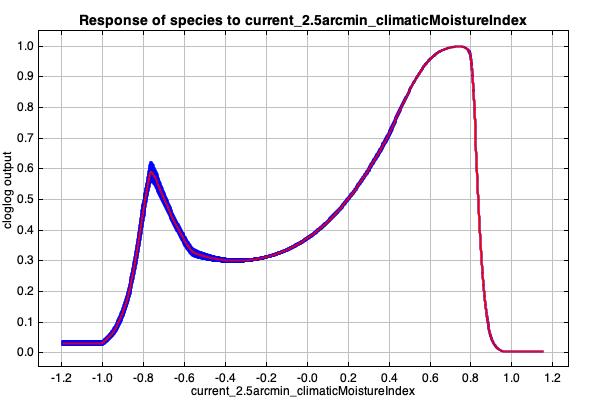 Response of species to current_2.5arcmin_climaticMoistureIndex
1.0
0.9
0.8
0.7
0.6
0.5
0.4
0.3
0.2
0.1
0.0
cloglog output
-1.2 -1.0 -0.8 -0.6 -0.4 -0.2 -0.0 0.2 0.4 0.6 0.8 1.0 1.2
current_2.5arcmin_climaticMoistureIndex